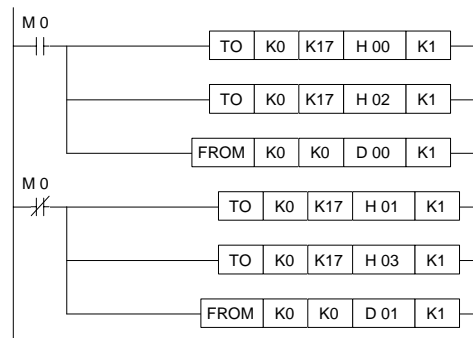 M 0
TO K0 K17 H 00 K1
TO K0 K17 H 02 K1
FROM K0 K0 D 00 K1
M 0
TO K0 K17 H 01 K1
TO K0 K17 H 03 K1
FROM K0 K0 D 01 K1